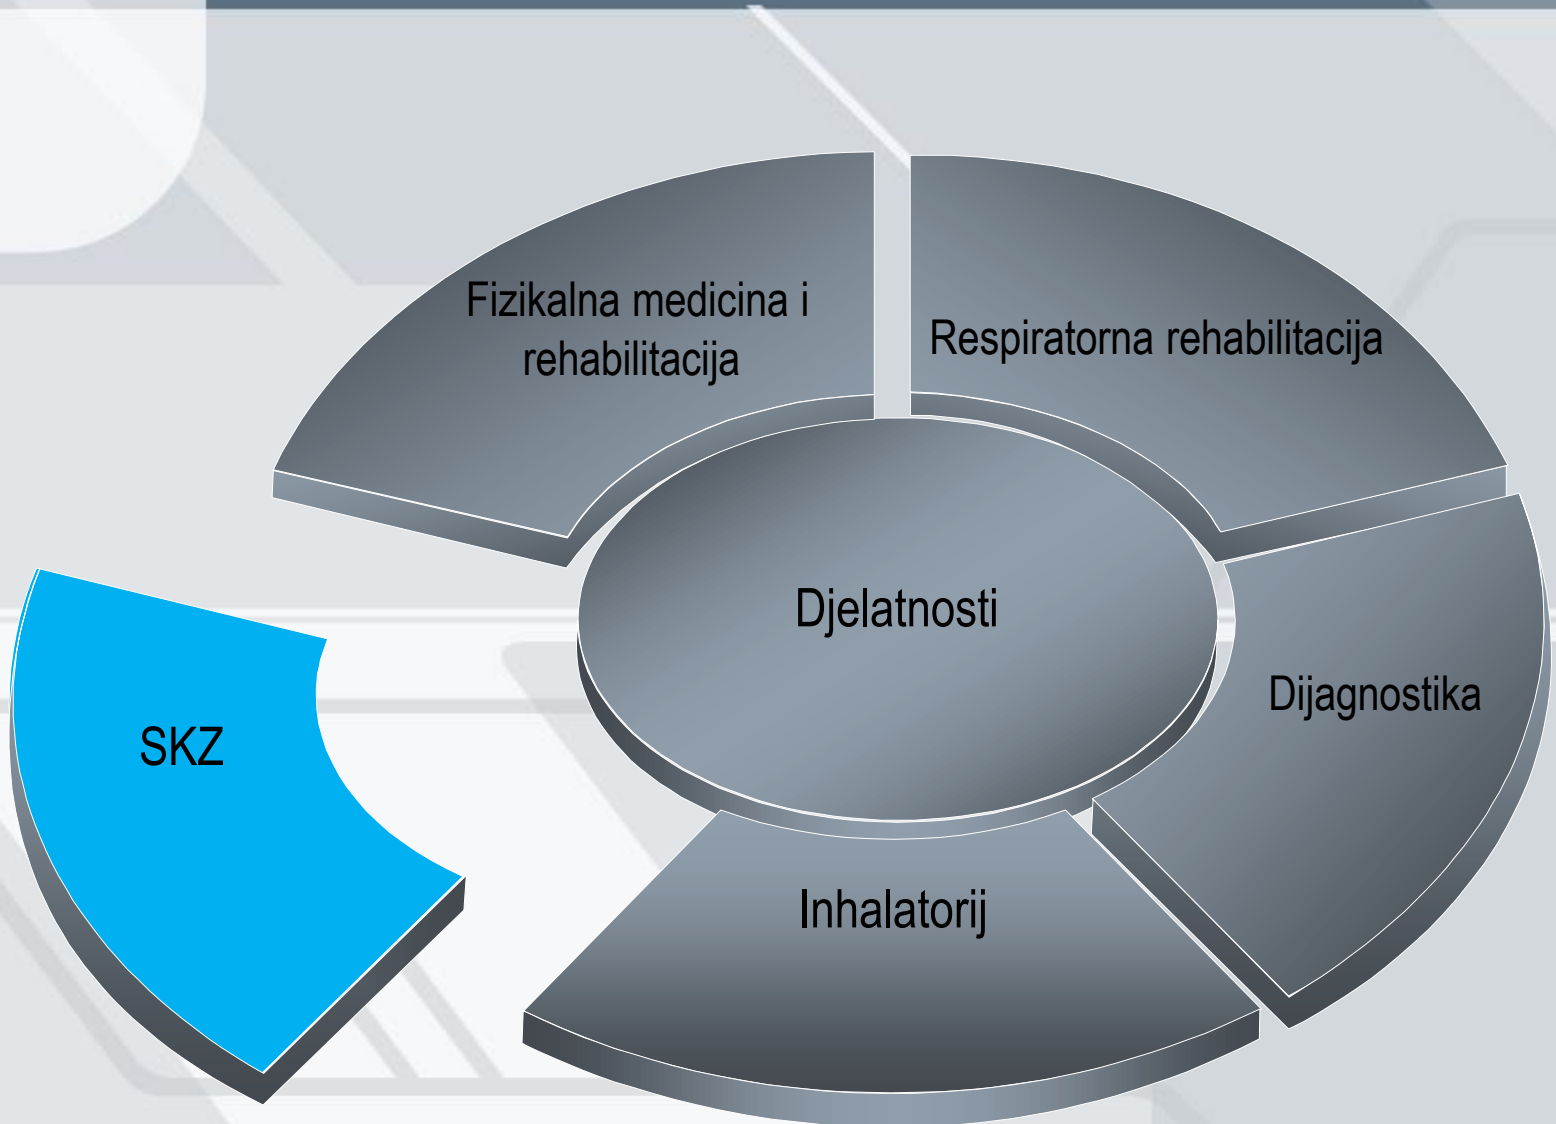 Fizikalna medicina i
rehabilitacija
Respiratorna rehabilitacija
Djelatnosti
Dijagnostika
SKZ
Inhalatorij